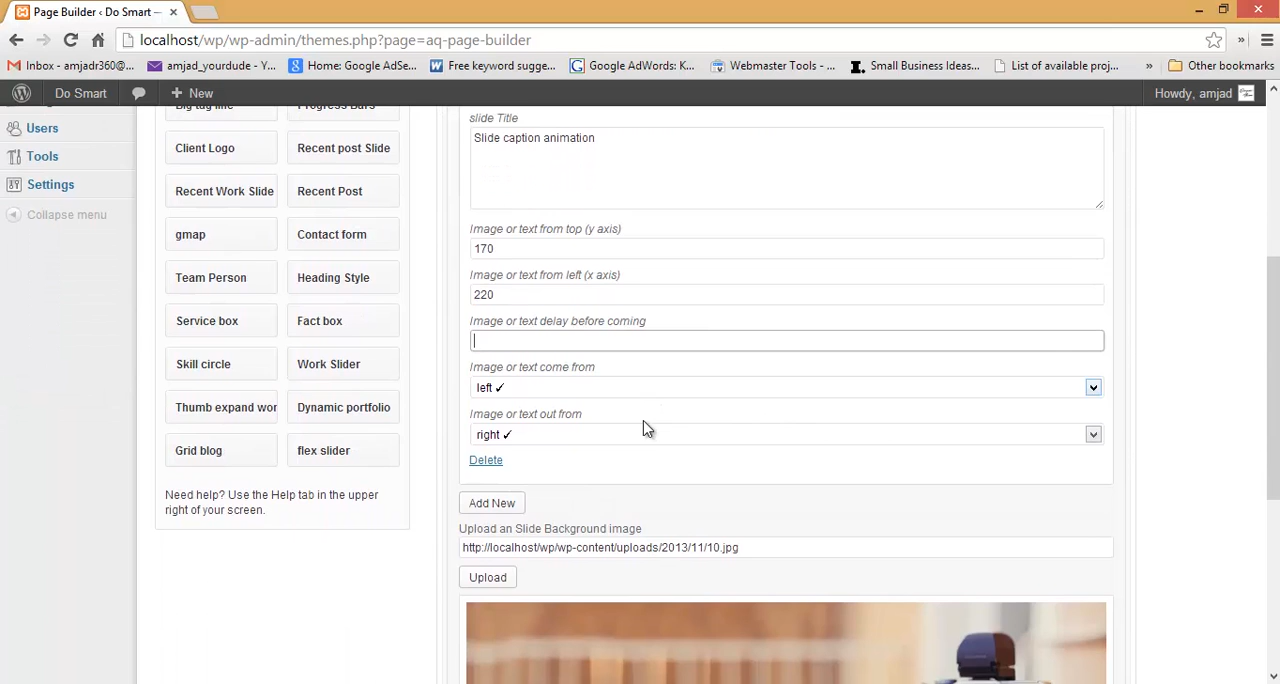 Page Builder ‹ Do Smart —
localhost/wp/wp-admin/themes.php?page=aq-page-builder
Inbox - amjadr360@... amjad_yourdude - Y... Home: Google AdSe... Free keyword sugge... Google AdWords: K... Webmaster Tools - ... Small Business Ideas... List of available proj... » Other bookmarks
Do Smart + New Howdy, amjad
Users
Tools
Settings
Collapse menu
Big tag line Progress Bars
Client Logo Recent post Slide
Recent Work Slide Recent Post
gmap Contact form
Team Person Heading Style
Service box Fact box
Skill circle Work Slider
Thumb expand wor Dynamic portfolio
Grid blog flex slider
Need help? Use the Help tab in the upper
right of your screen.
slide Title
Slide caption animation
Image or text from top (y axis)
170
Image or text from left (x axis)
220
Image or text delay before coming
Image or text come from
left ✓
Image or text out from
right ✓
Delete
Add New
Upload an Slide Background image
http://localhost/wp/wp-content/uploads/2013/11/10.jpg
Upload